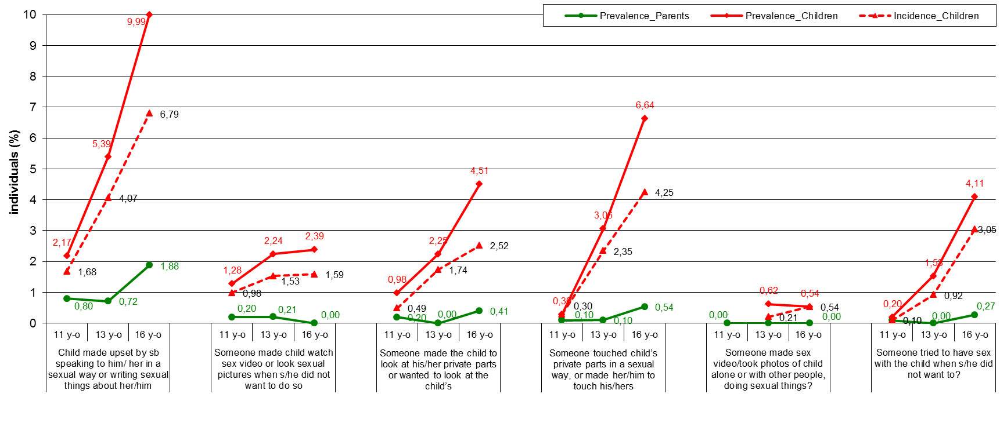 Prevalence_Parents Prevalence_Children Incidence_Children
individuals (%)
10
9
8
7
6
5
4
3
2
1
0
2,17
5,39
9,99
1,68
4,07
6,79
0,80
0,72
1,88
1,28
2,24
2,39
0,98
1,53
1,59
0,20
0,21
0,00
0,98
2,25
4,51
0,49
1,74
2,52
0,20
0,00
0,41
3,06
6,64
0,30
2,35
4,25
0,10
0,10
0,54
0,62
0,54
0,21
0,54
0,00
0,00
0,20
1,53
4,11
0,10
0,92
3,05
0,00
0,27
11 y-o 13 y-o 16 y-o 11 y-o 13 y-o 16 y-o 11 y-o 13 y-o 16 y-o 11 y-o 13 y-o 16 y-o 11 y-o 13 y-o 16 y-o 11 y-o 13 y-o 16 y-o
Child made upset by sb
speaking to him/ her in a
sexual way or writing sexual
things about her/him
Someone made child watch
sex video or look sexual
pictures when s/he did not
want to do so
Someone made the child to
look at his/her private parts
or wanted to look at the
child's
Someone touched child's
private parts in a sexual
way, or made her/him to
touch his/hers
Someone made sex
video/took photos of child
alone or with other people,
doing sexual things?
Someone tried to have sex
with the child when s/he did
not want to?